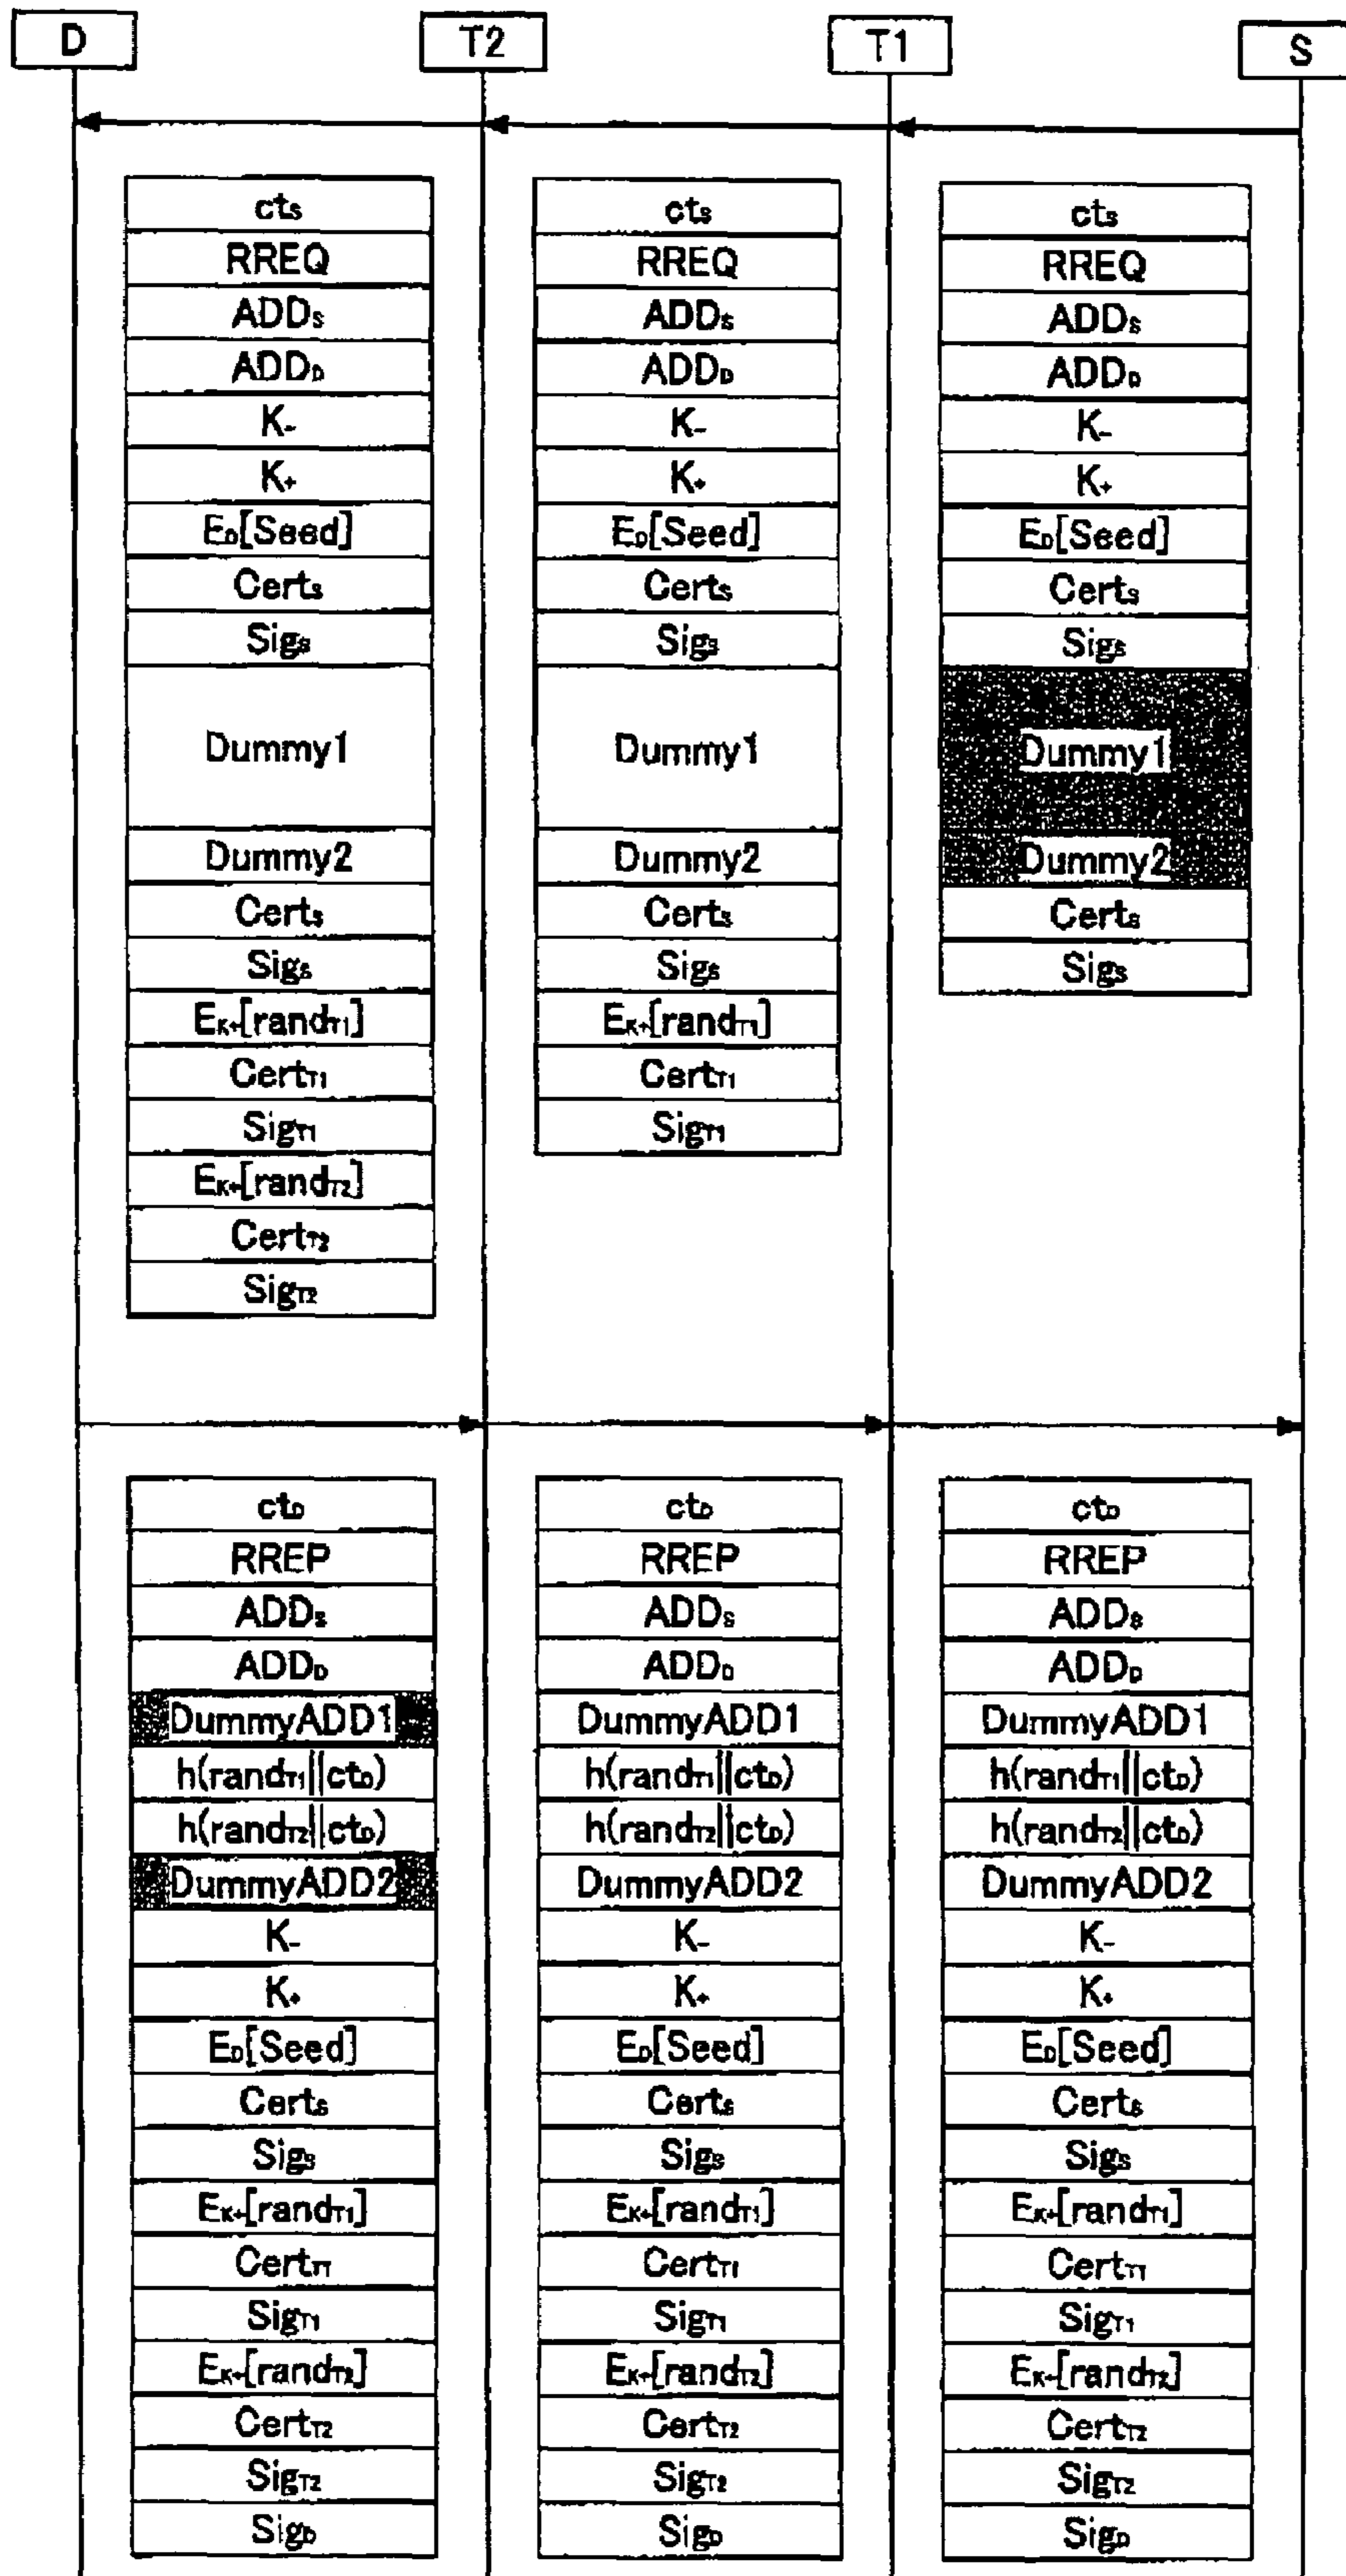 D
T2
T1
S
ctS
RREQ
ADDS
ADDD
K-
K+
ED[Seed]
CertS
SigS
Dummy1
Dummy2
CertS
SigS
EK+[randT1]
CertT1
SigT1
EK+[randT2]
CertT2
SigT2
ctS
RREQ
ADDS
ADDD
K-
K+
ED[Seed]
CertS
SigS
Dummy1
Dummy2
CertS
SigS
EK+[randT1]
CertT1
SigT1
ctS
RREQ
ADDS
ADDD
K-
K+
ED[Seed]
CertS
SigS
Dummy1
Dummy2
CertS
SigS
ctD
RREP
ADDS
ADDD
DummyADD1
h(randT1||ctD)
h(randT2||ctD)
DummyADD2
K-
K+
ED[Seed]
CertS
SigS
EK+[randT1]
CertT1
SigT1
EK+[randT2]
CertT2
SigT2
SigD
ctD
RREP
ADDS
ADDD
DummyADD1
h(randT1||ctD)
h(randT2||ctD)
DummyADD2
K-
K+
ED[Seed]
CertS
SigS
EK+[randT1]
CertT1
SigT1
EK+[randT2]
CertT2
SigT2
SigD
ctD
RREP
ADDS
ADDD
DummyADD1
h(randT1||ctD)
h(randT2||ctD)
DummyADD2
K-
K+
ED[Seed]
CertS
SigS
EK+[randT1]
CertT1
SigT1
EK+[randT2]
CertT2
SigT2
SigD